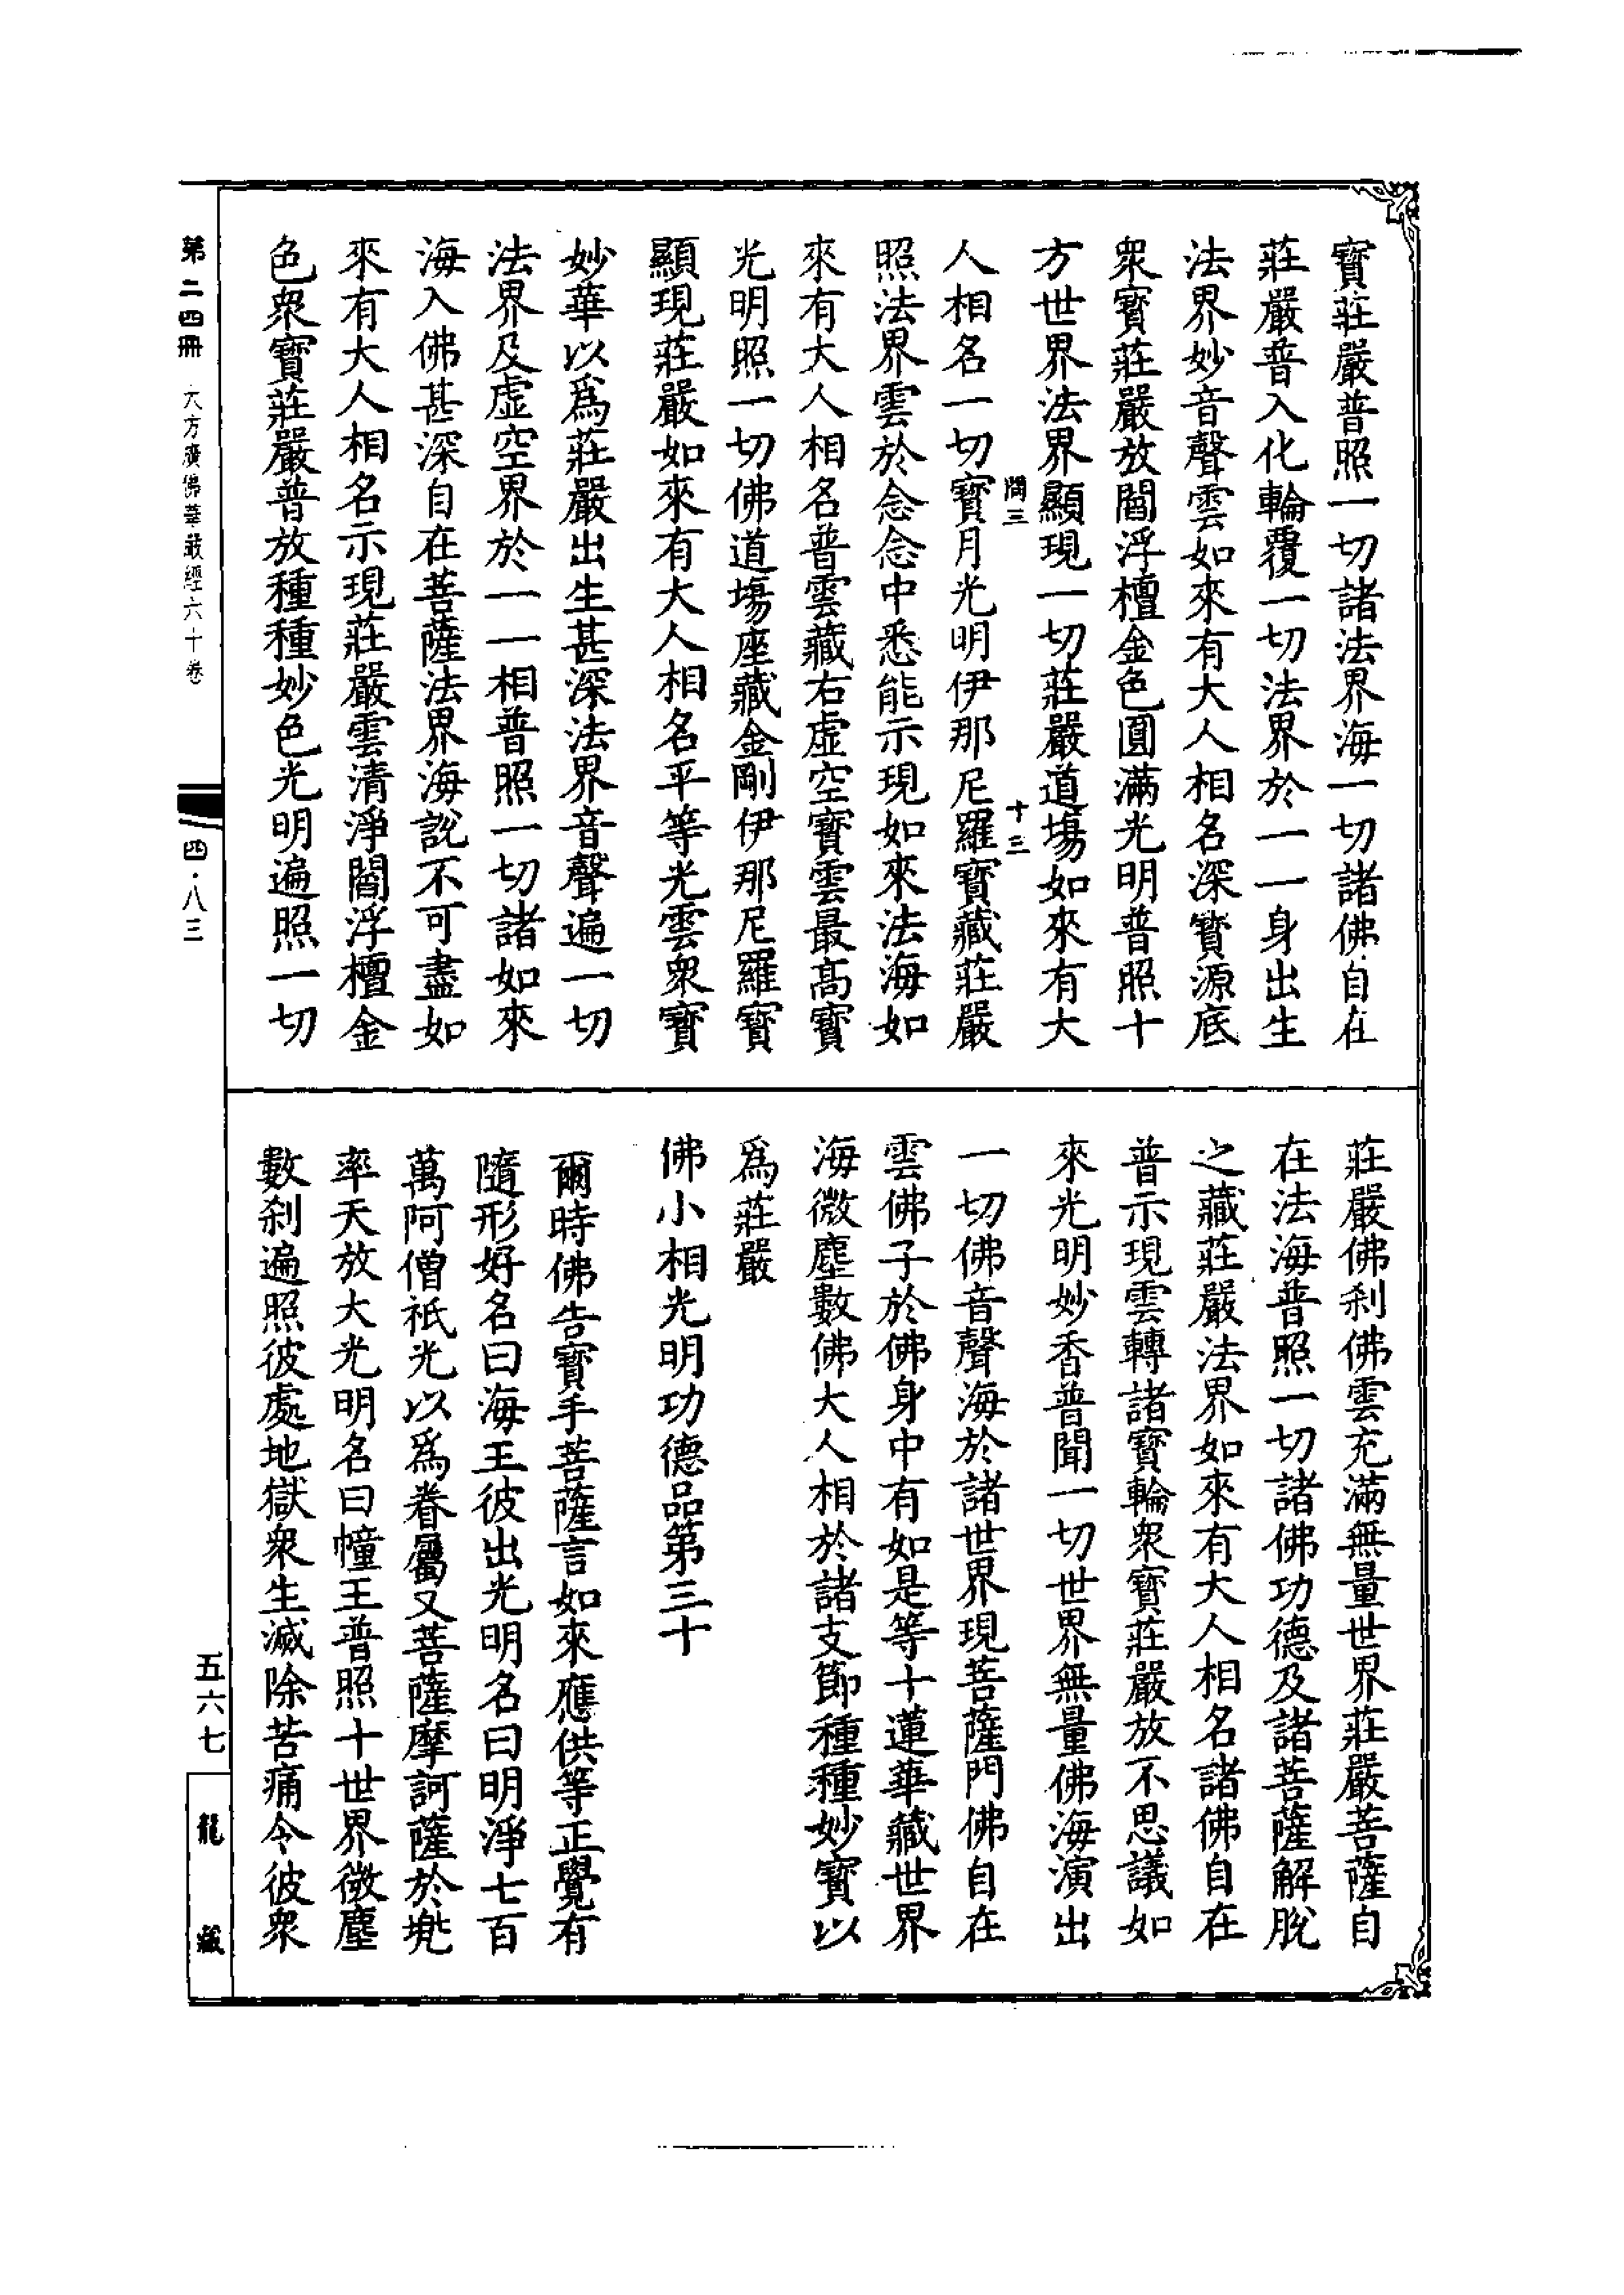 寶莊嚴普照一切諸法界海一切諸佛自在
莊嚴普入化輪覆一切法界於一一身出生
法界妙音聲雲如來有大人相名深寶源底
衆寶莊嚴放閻浮檀金色圓滿光明普照十
方世界法界顯現一切莊嚴道場如來有大
十三
人相名一切寶月光明伊那尼羅寶藏莊嚴
照法界雲於念念中悉能示現如來法海如
來有大人相名普雲藏右虛空寶雲最高寶
光明照一切佛道場座藏金剛伊那尼羅寶
顯現莊嚴如來有大人相名平等光雲衆寶
妙華以爲莊嚴出生甚深法界音聲遍一切
法界及虛空界於一一相普照一切諸如來
海入佛甚深自在菩薩法界海說不可盡如
來有大人相名示現莊嚴雲清淨閻浮檀金
色衆寶莊嚴普放種種妙色光明遍照一切
莊嚴佛刹佛雲充滿無量世界莊嚴菩薩自
在法海普照一切諸佛功德及諸菩薩解脫
之藏莊嚴法界如來有大人相名諸佛自在
普示現雲轉諸寶輪衆寶莊嚴放不思議如
來光明妙香普聞一切世界無量佛海演出
一切佛音聲海於諸世界現菩薩門佛自在
雲佛子於佛身中有如是等十蓮華藏世界
海微塵數佛大人相於諸支節種種妙寶以
爲莊嚴
佛小相光明功德品第三十
爾時佛告寶手菩薩言如來應供等正覺有
隨形好名曰海王彼出光明名曰明淨七百
萬阿僧祇光以爲眷屬又菩薩摩訶薩於兠
率天放大光明名曰幢王普照十世界微塵
數刹遍照彼處地獄衆生滅除苦痛令彼衆
第二四冊 大方廣佛華嚴經六十卷
四·八三
五六七
龍藏